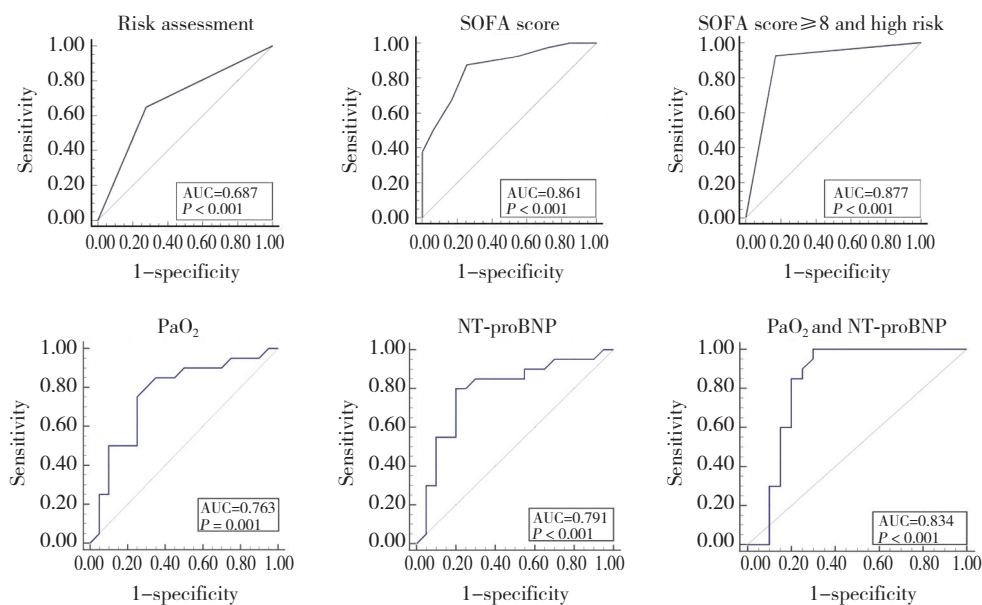 Risk assessment
1.00
0.80
0.60
0.40
0.20
0.00
Sensitivity
AUC=0.687
P < 0.001
0.00 0.20 0.40 0.60 0.80 1.00
1−specificity
SOFA score
1.00
0.80
0.60
0.40
0.20
0.00
Sensitivity
AUC=0.861
P < 0.001
0.00 0.20 0.40 0.60 0.80 1.00
1−specificity
SOFA score⩾8 and high risk
1.00
0.80
0.60
0.40
0.20
0.00
Sensitivity
AUC=0.877
P < 0.001
0.00 0.20 0.40 0.60 0.80 1.00
1−specificity
PaO₂
1.00
0.80
0.60
0.40
0.20
0.00
Sensitivity
AUC=0.763
P = 0.001
0.00 0.20 0.40 0.60 0.80 1.00
1−specificity
NT-proBNP
1.00
0.80
0.60
0.40
0.20
0.00
Sensitivity
AUC=0.791
P < 0.001
0.00 0.20 0.40 0.60 0.80 1.00
1−specificity
PaO₂ and NT-proBNP
1.00
0.80
0.60
0.40
0.20
0.00
Sensitivity
AUC=0.834
P < 0.001
0.00 0.20 0.40 0.60 0.80 1.00
1−specificity